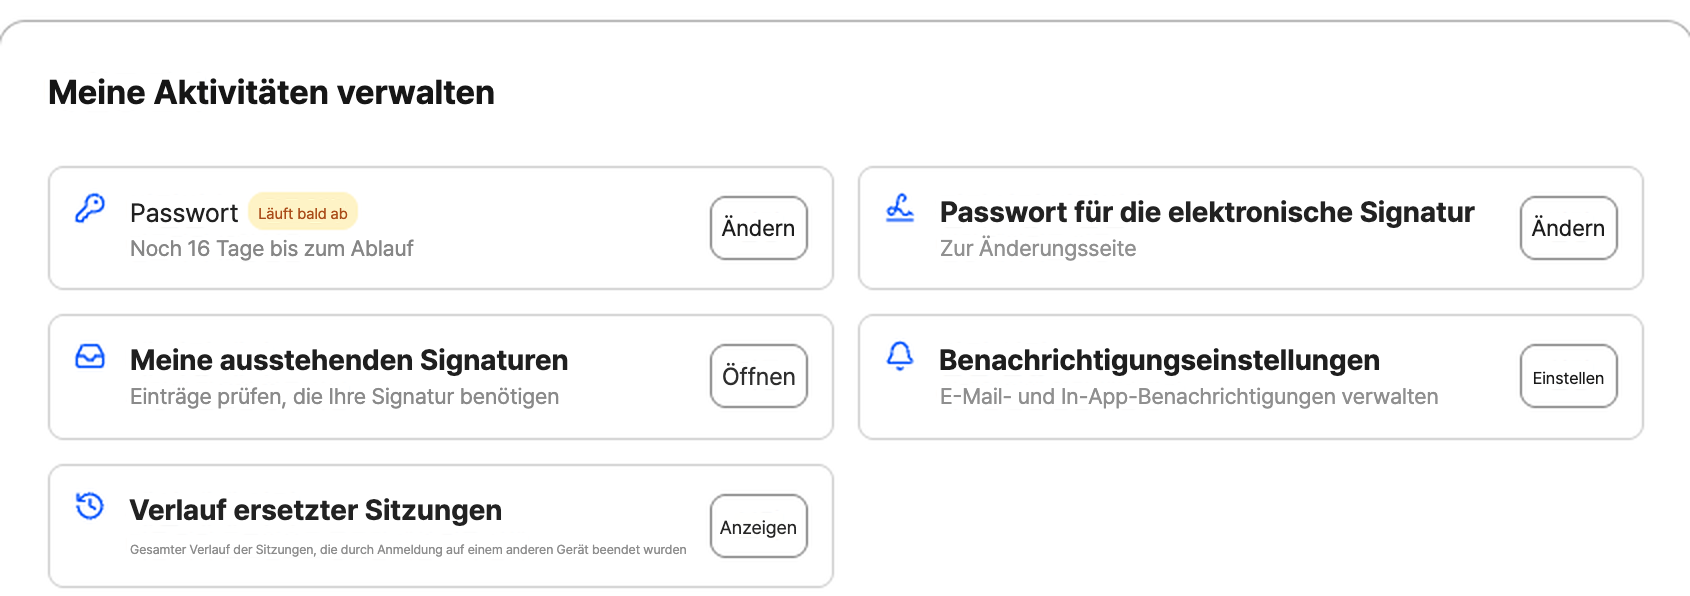 Meine Aktivitäten verwalten
Passwort Läuft bald ab
Noch 16 Tage bis zum Ablauf
Ändern
Passwort für die elektronische Signatur
Zur Änderungsseite
Ändern
Meine ausstehenden Signaturen
Einträge prüfen, die Ihre Signatur benötigen
Öffnen
Benachrichtigungseinstellungen
E-Mail- und In-App-Benachrichtigungen verwalten
Einstellen
Verlauf ersetzter Sitzungen
Gesamter Verlauf der Sitzungen, die durch Anmeldung auf einem anderen Gerät beendet wurden
Anzeigen